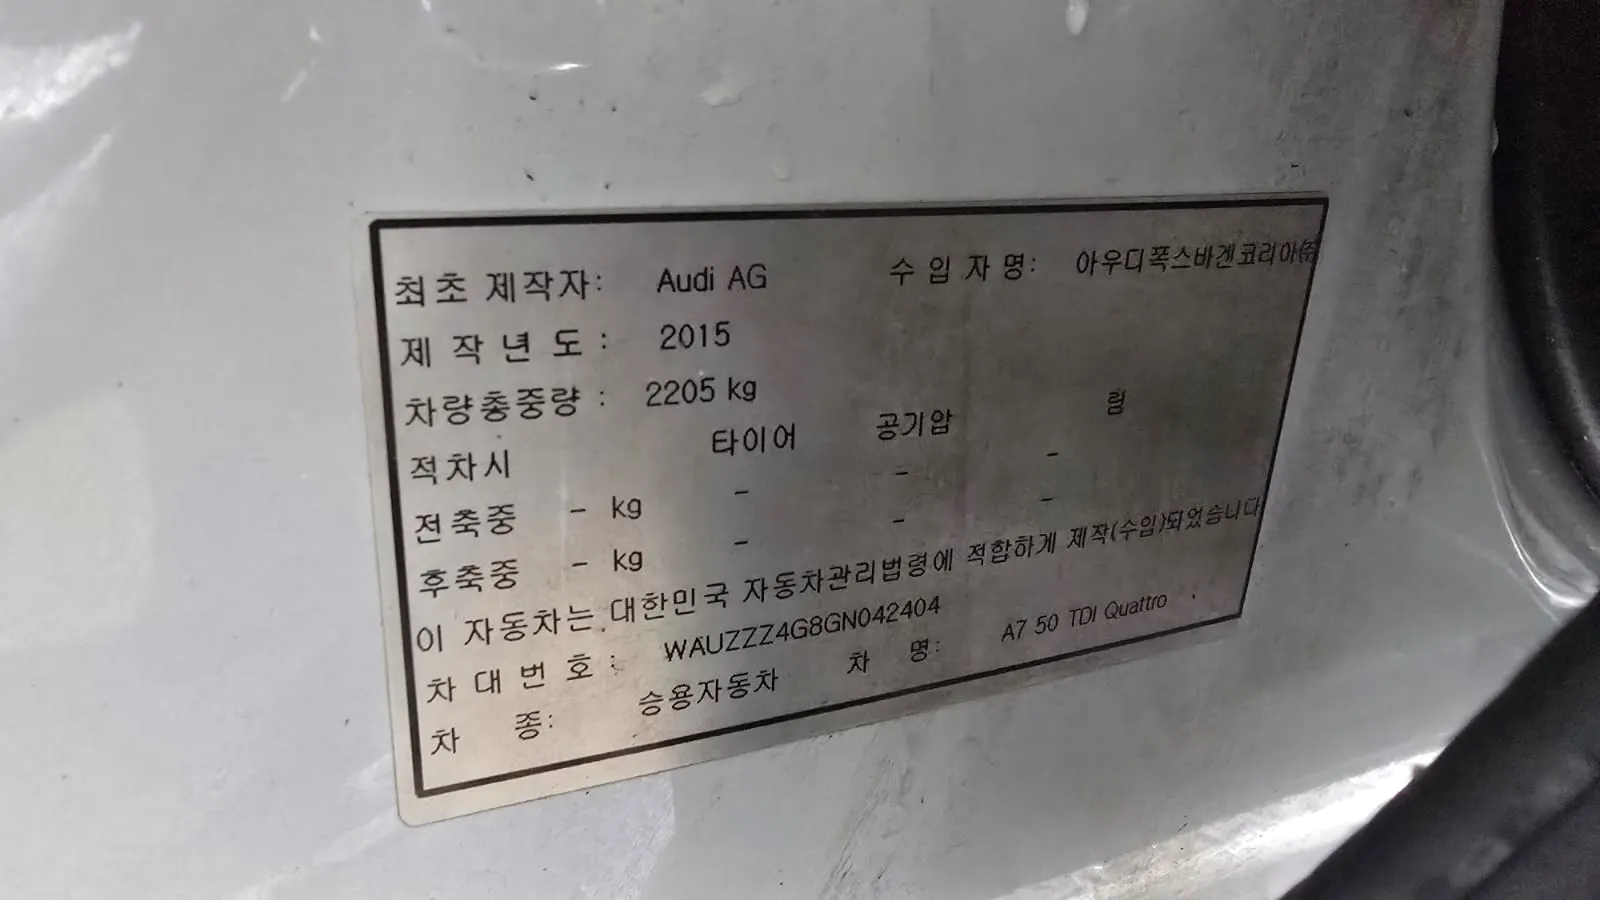 최초 제작자: Audi AG 수 입 자 명: 아우디폭스바겐코리아㈜
제 작 년 도 : 2015
차량총중량 : 2205 kg
적차시 타이어 공기압 림
전축중 - kg - - -
후축중 - kg - - -
이 자동차는 대한민국 자동차관리법령에 적합하게 제작(수입)되었습니다
차 대 번 호 : WAUZZZ4G8GN042404
차 종: 승용자동차 차 명: A7 50 TDI Quattro